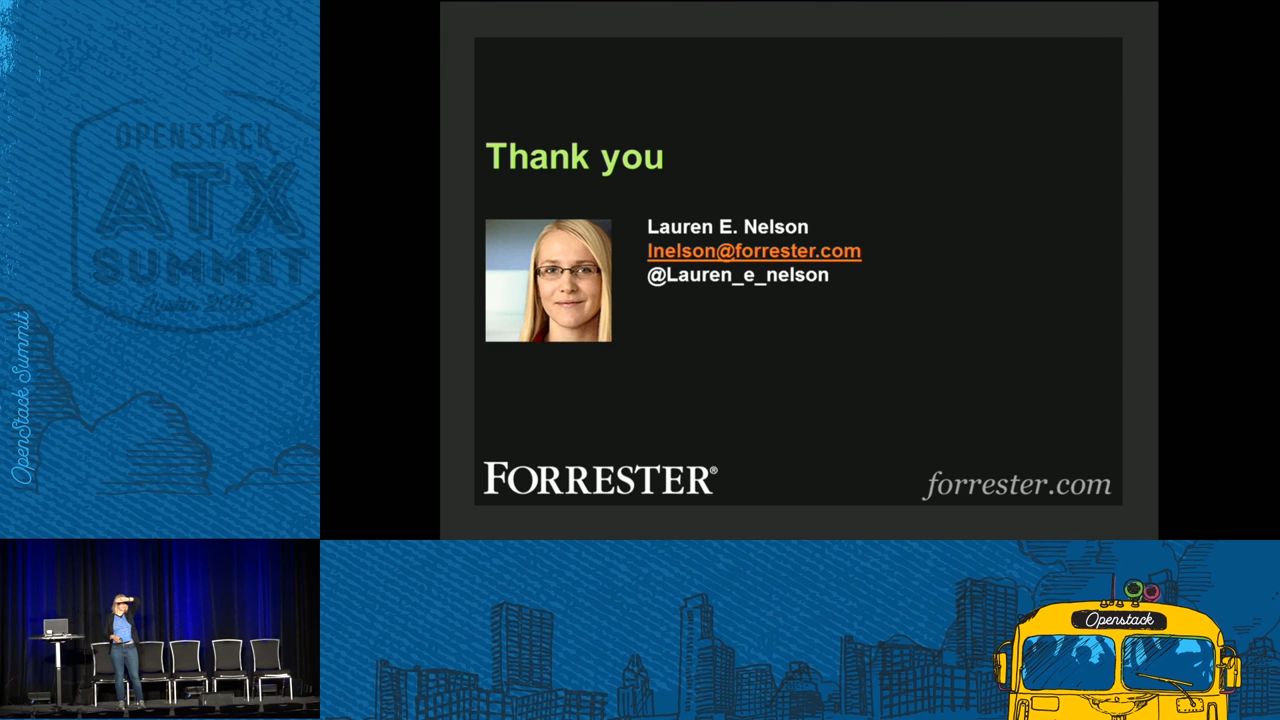 OPENSTACK
ATX
SUMMIT
Austin 2016
OpenStack Summit
Thank you
Lauren E. Nelson
lnelson@forrester.com
@Lauren_e_nelson
FORRESTER®
forrester.com
Openstack